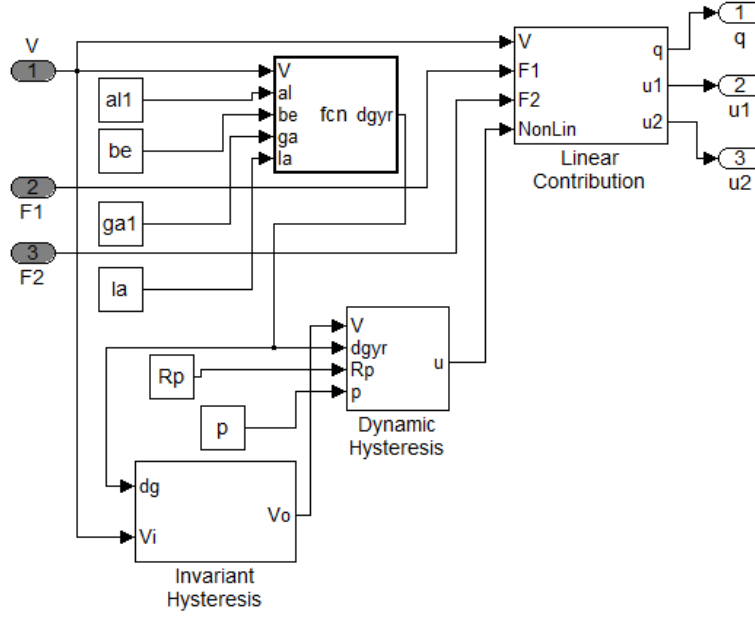 V
1
al1
be
2
F1
ga1
3
F2
la
V
al
be
ga
la
fcn
dgyr
V
F1
F2
NonLin
q
u1
u2
Linear
Contribution
1
q
2
u1
3
u2
Rp
p
V
dgyr
Rp
p
u
Dynamic
Hysteresis
dg
Vi
Vo
Invariant
Hysteresis